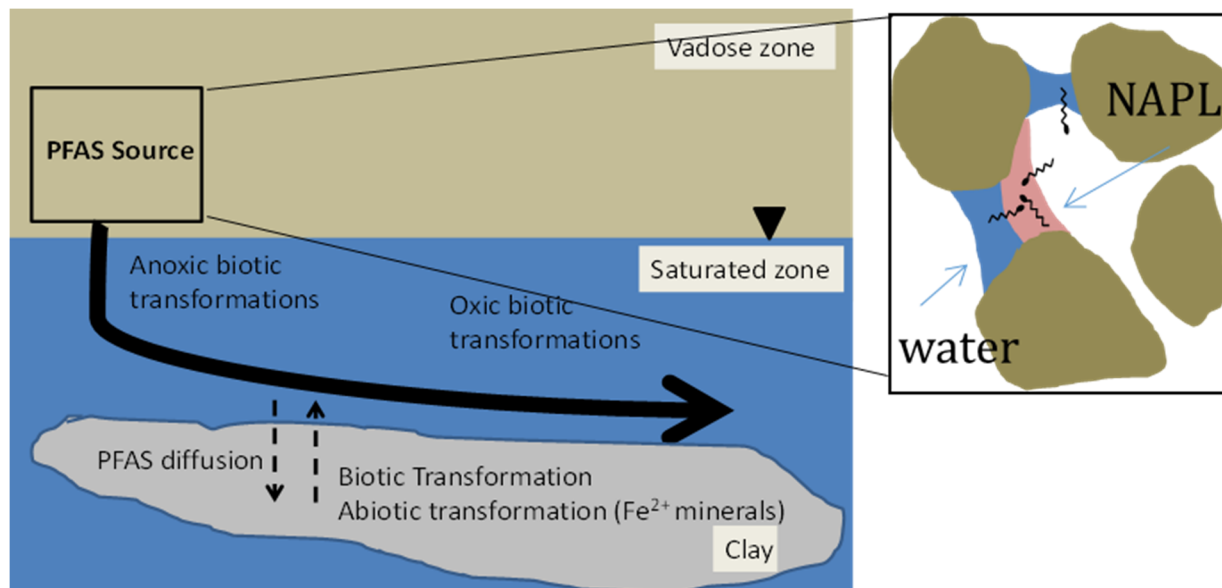 Vadose zone
PFAS Source
NAPL
Saturated zone
Anoxic biotic
transformations
Oxic biotic
transformations
water
PFAS diffusion
Biotic Transformation
Abiotic transformation (Fe²⁺ minerals)
Clay